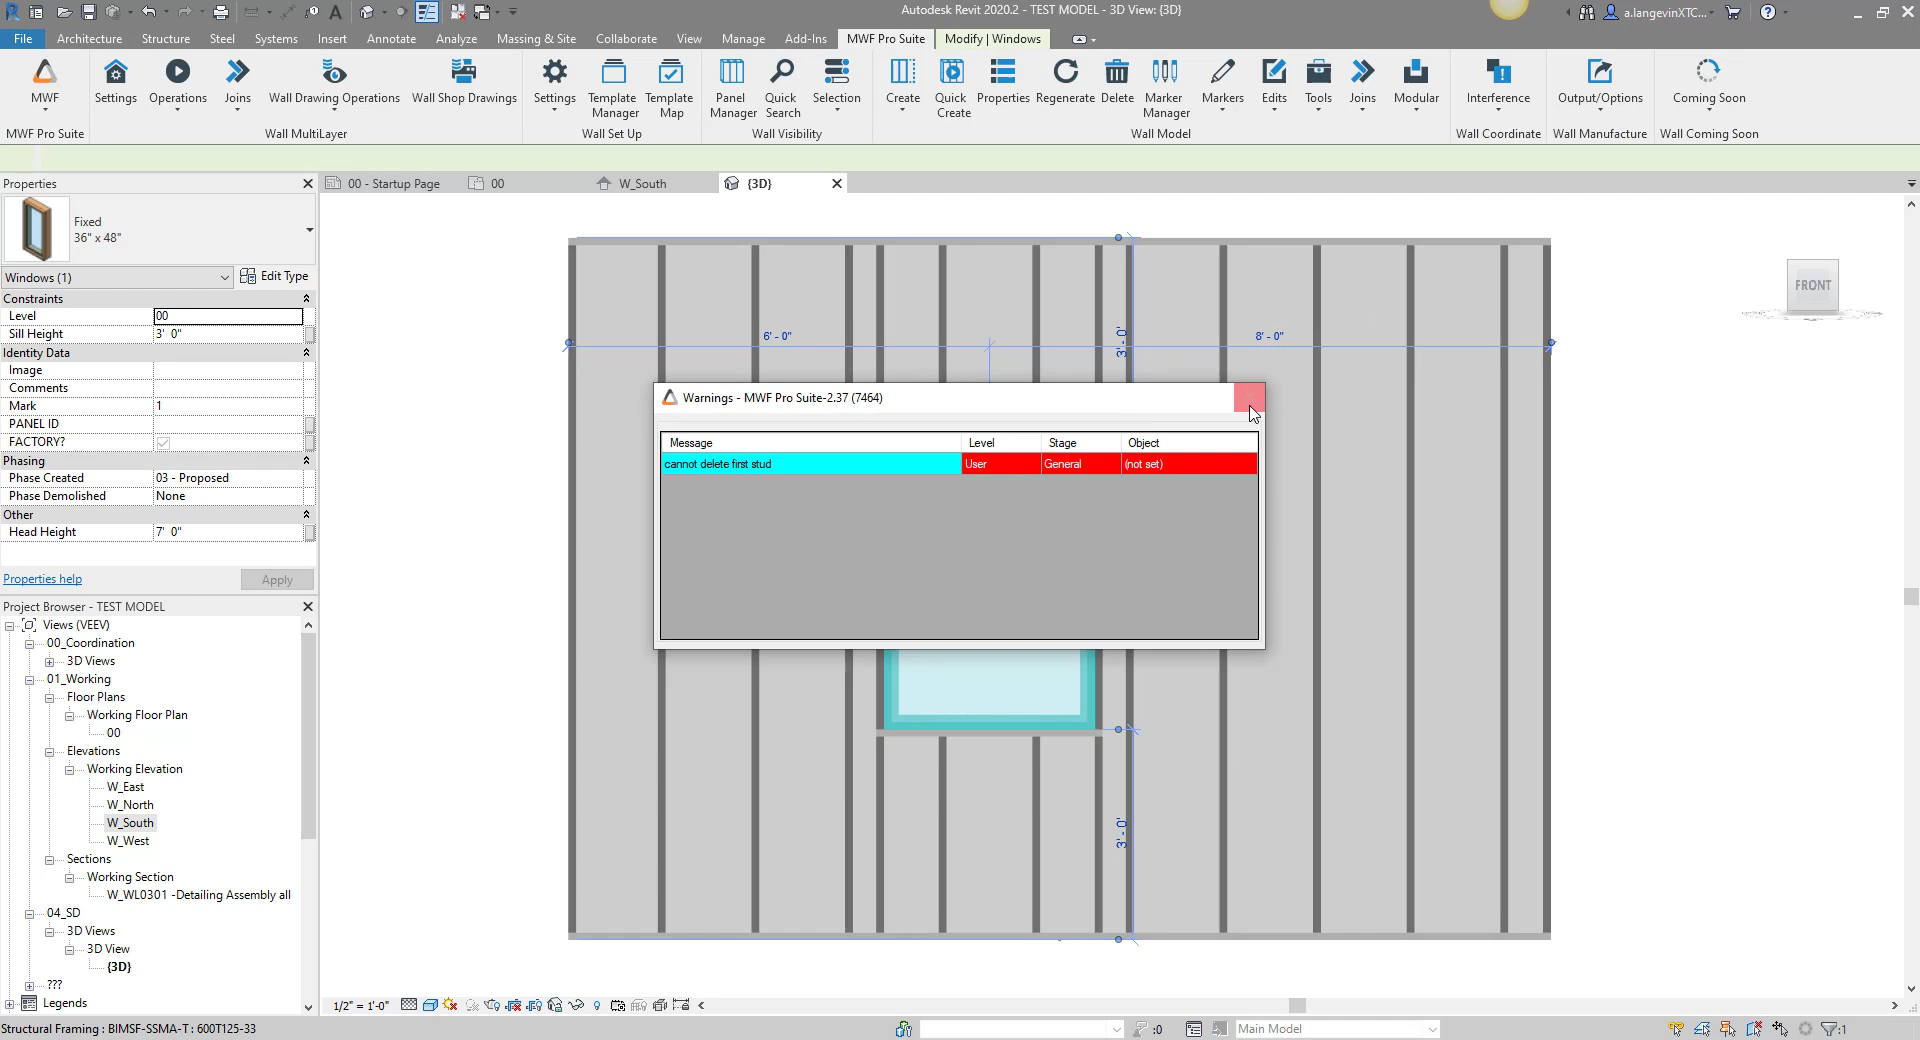 Autodesk Revit 2020.2 - TEST MODEL - 3D View: {3D}
a.langevinXTC...
File
Architecture
Structure
Steel
Systems
Insert
Annotate
Analyze
Massing & Site
Collaborate
View
Manage
Add-Ins
MWF Pro Suite
Modify | Windows
MWF
Settings
Operations
Joins
Wall Drawing Operations
Wall Shop Drawings
Settings
Template Manager
Template Map
Panel Manager
Quick Search
Selection
Create
Quick Create
Properties
Regenerate
Delete
Marker Manager
Markers
Edits
Tools
Joins
Modular
Interference
Output/Options
Coming Soon
MWF Pro Suite
Wall MultiLayer
Wall Set Up
Wall Visibility
Wall Model
Wall Coordinate
Wall Manufacture
Wall Coming Soon
Properties
00 - Startup Page
00
W_South
{3D}
Fixed
36" x 48"
Windows (1)
Edit Type
Constraints
Level 00
Sill Height 3' 0"
Identity Data
Image
Comments
Mark 1
PANEL ID
FACTORY?
Phasing
Phase Created 03 - Proposed
Phase Demolished None
Other
Head Height 7' 0"
Properties help
Apply
Project Browser - TEST MODEL
Views (VEEV)
00_Coordination
3D Views
01_Working
Floor Plans
Working Floor Plan
00
Elevations
Working Elevation
W_East
W_North
W_South
W_West
Sections
Working Section
W_WL0301 -Detailing Assembly all
04_SD
3D Views
3D View
{3D}
???
Legends
6' - 0"
3' - 0"
8' - 0"
FRONT
Warnings - MWF Pro Suite-2.37 (7464)
Message Level Stage Object
cannot delete first stud User General (not set)
3' - 0"
1/2" = 1'-0"
Structural Framing : BIMSF-SSMA-T : 600T125-33
:0
Main Model
:1